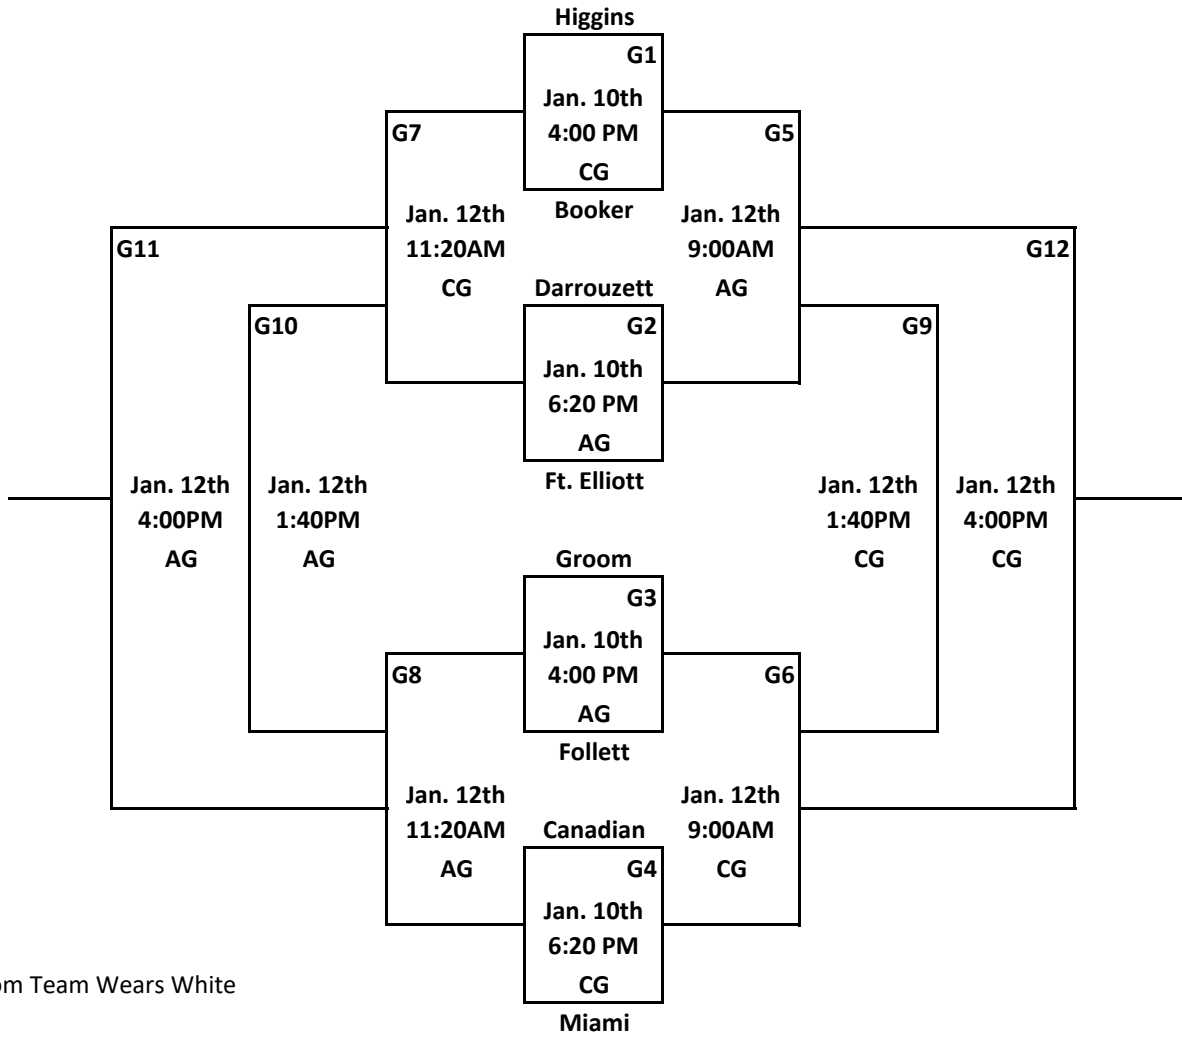 Higgins
G1
Jan. 10th
4:00 PM
CG
Booker
G7
Jan. 12th
11:20AM
CG
G5
Jan. 12th
9:00AM
AG
G11
Jan. 12th
4:00PM
AG
G12
Jan. 12th
4:00PM
CG
Darrouzett
G2
Jan. 10th
6:20 PM
AG
Ft. Elliott
G10
Jan. 12th
1:40PM
AG
G9
Jan. 12th
1:40PM
CG
Groom
G3
Jan. 10th
4:00 PM
AG
Follett
G8
Jan. 12th
11:20AM
AG
G6
Jan. 12th
9:00AM
CG
Canadian
G4
Jan. 10th
6:20 PM
CG
Miami
om Team Wears White